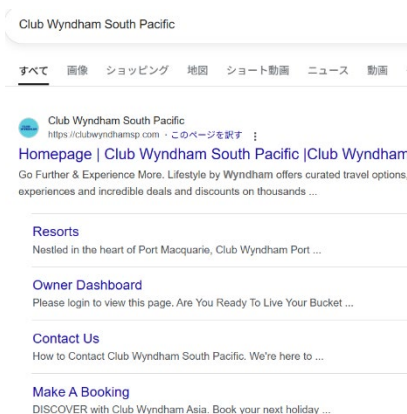 Club Wyndham South Pacific
すべて 画像 ショッピング 地図 ショート動画 ニュース 動画
Club Wyndham South Pacific
https://clubwyndhamsp.com · このページを訳す
Homepage | Club Wyndham South Pacific |Club Wyndham
Go Further & Experience More. Lifestyle by Wyndham offers curated travel options,
experiences and incredible deals and discounts on thousands ...
Resorts
Nestled in the heart of Port Macquarie, Club Wyndham Port ...
Owner Dashboard
Please login to view this page. Are You Ready To Live Your Bucket ...
Contact Us
How to Contact Club Wyndham South Pacific. We're here to ...
Make A Booking
DISCOVER with Club Wyndham Asia. Book your next holiday ...